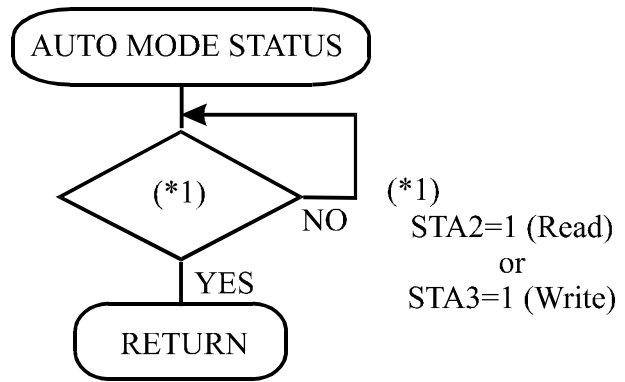 AUTO MODE STATUS
(*1)
NO
YES
RETURN
(*1)
STA2=1 (Read)
or
STA3=1 (Write)